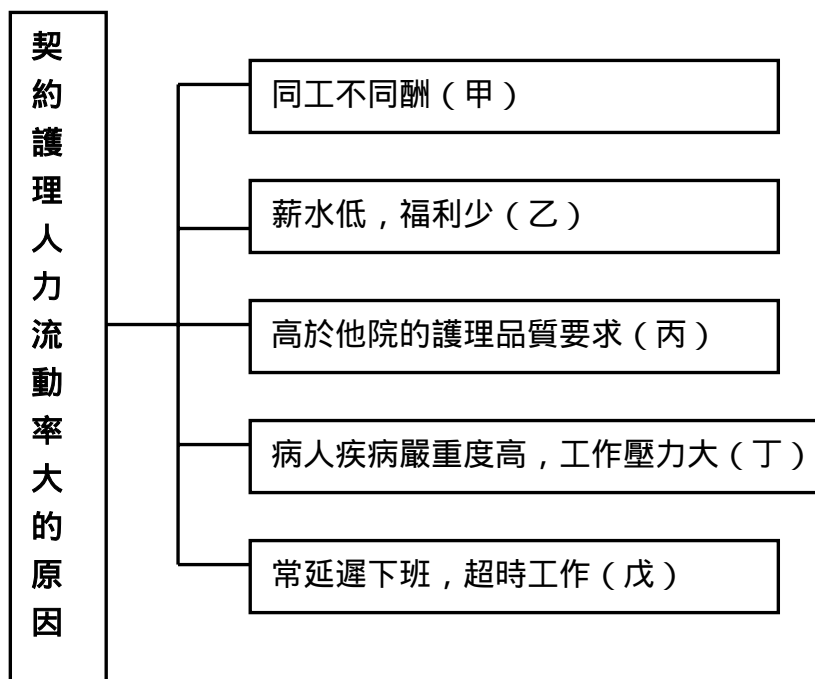 契約護理人力流動率大的原因
同工不同酬（甲）
薪水低，福利少（乙）
高於他院的護理品質要求（丙）
病人疾病嚴重度高，工作壓力大（丁）
常延遲下班，超時工作（戊）